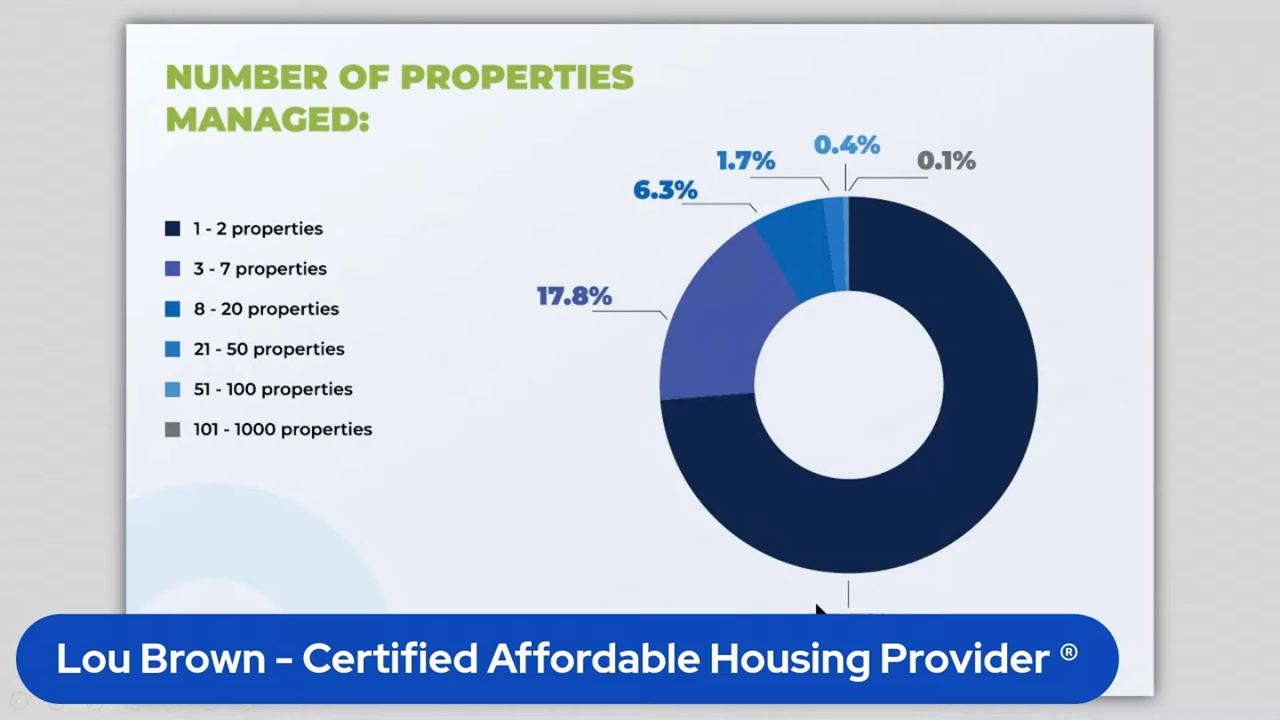 NUMBER OF PROPERTIES
MANAGED:
0.4%
1.7%
0.1%
6.3%
17.8%
1 - 2 properties
3 - 7 properties
8 - 20 properties
21 - 50 properties
51 - 100 properties
101 - 1000 properties
Lou Brown - Certified Affordable Housing Provider ®